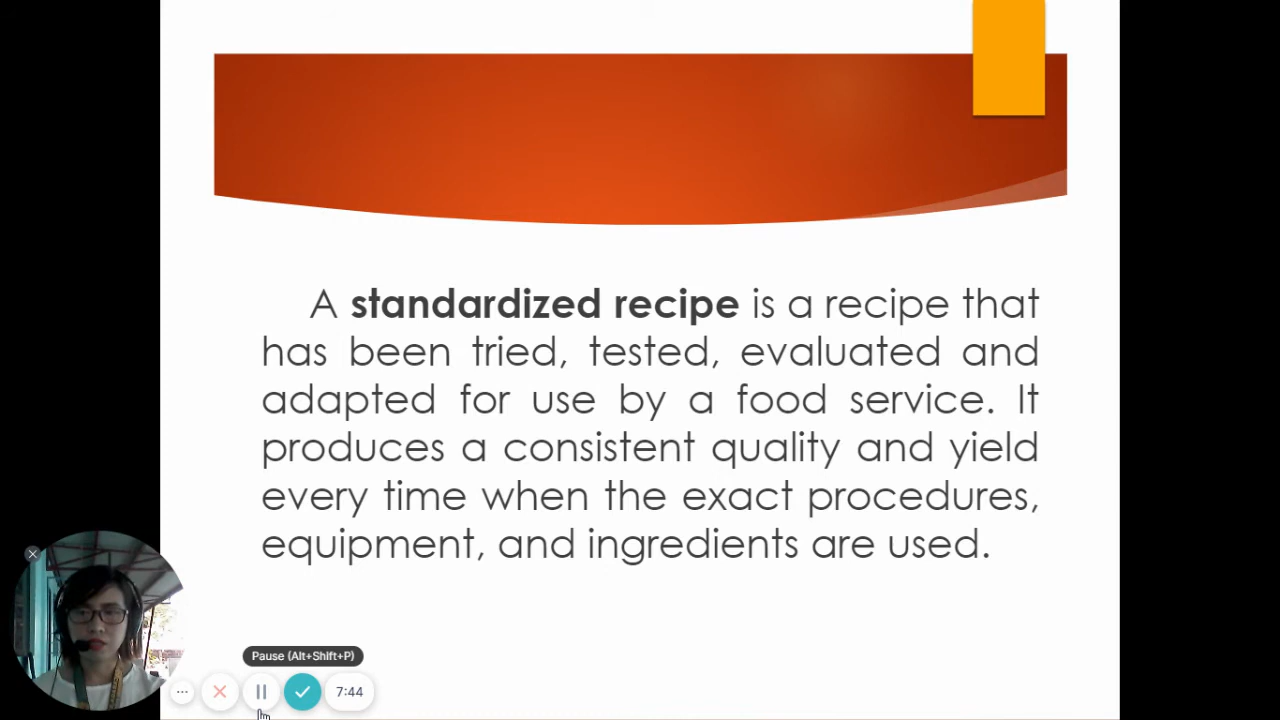 A standardized recipe is a recipe that
has been tried, tested, evaluated and
adapted for use by a food service. It
produces a consistent quality and yield
every time when the exact procedures,
equipment, and ingredients are used.
Pause (Alt+Shift+P)
7:44